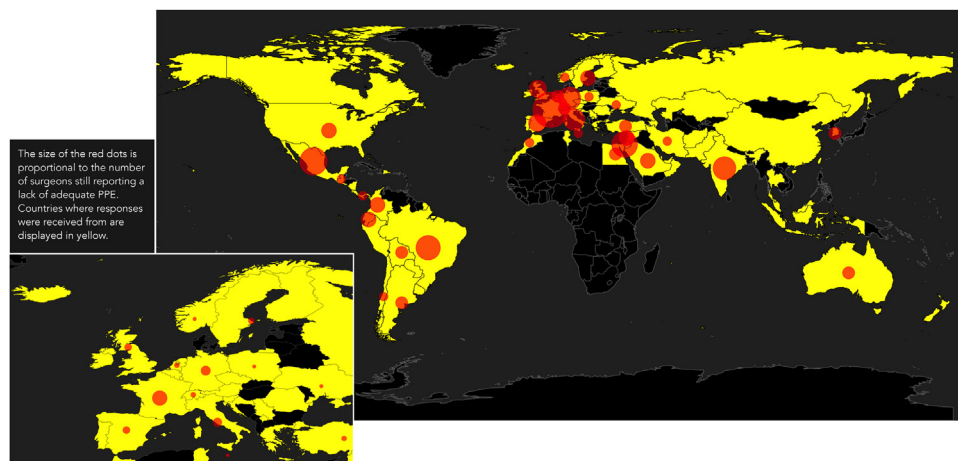 The size of the red dots is
proportional to the number
of surgeons still reporting a
lack of adequate PPE.
Countries where responses
were received from are
displayed in yellow.